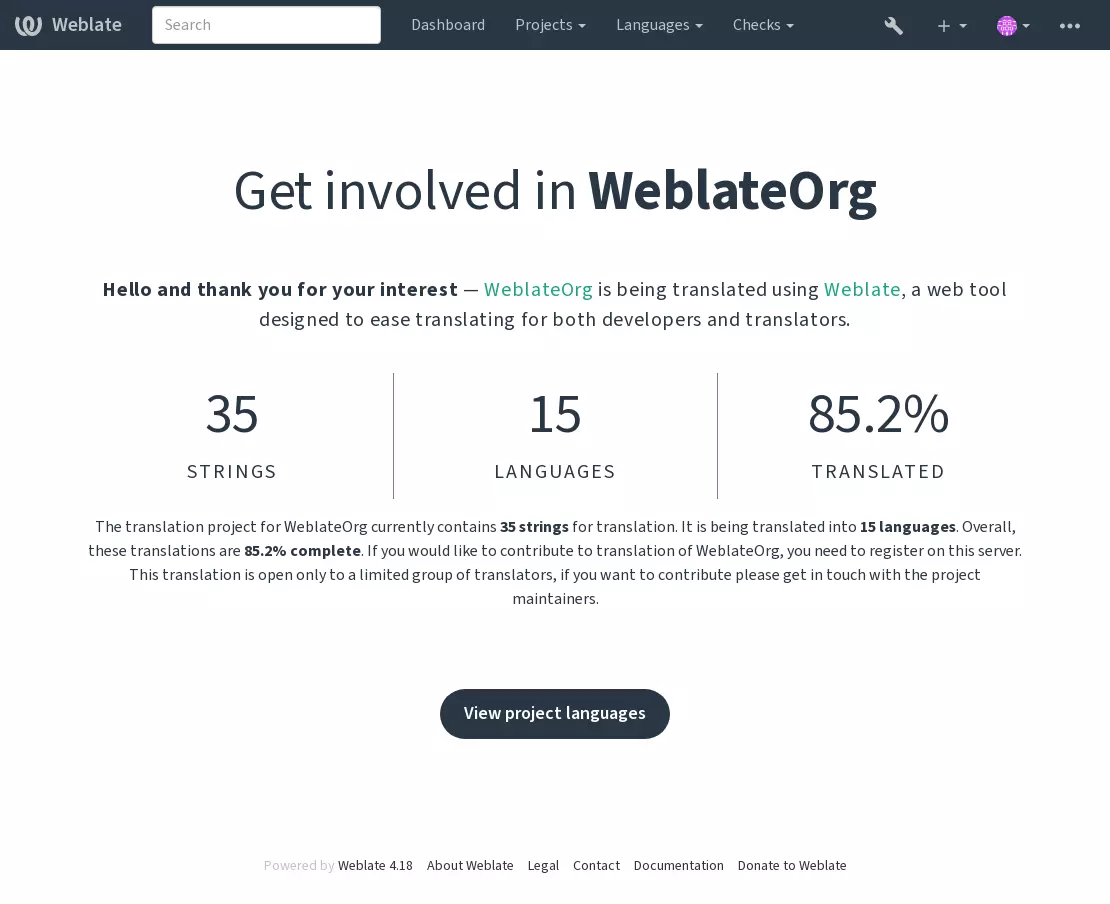 Weblate Search Dashboard Projects Languages Checks
Get involved in WeblateOrg
Hello and thank you for your interest — WeblateOrg is being translated using Weblate, a web tool
designed to ease translating for both developers and translators.
35 15 85.2%
STRINGS LANGUAGES TRANSLATED
The translation project for WeblateOrg currently contains 35 strings for translation. It is being translated into 15 languages. Overall,
these translations are 85.2% complete. If you would like to contribute to translation of WeblateOrg, you need to register on this server.
This translation is open only to a limited group of translators, if you want to contribute please get in touch with the project
maintainers.
View project languages
Powered by Weblate 4.18 About Weblate Legal Contact Documentation Donate to Weblate